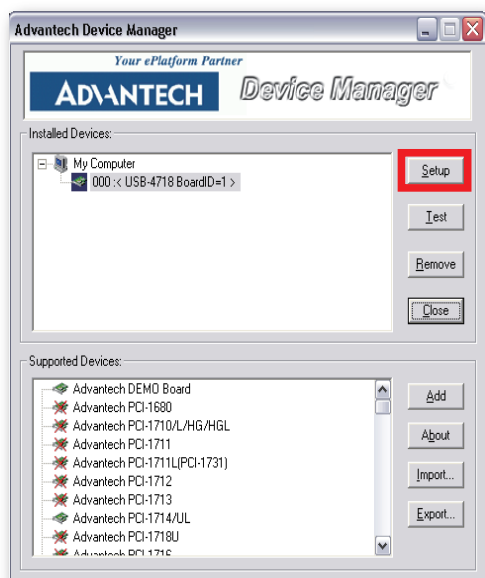 Advantech Device Manager
Your ePlatform Partner
ADVANTECH Device Manager
Installed Devices:
My Computer
000 :< USB-4718 BoardID=1 >
Setup
Test
Remove
Close
Supported Devices:
Advantech DEMO Board
Advantech PCI-1680
Advantech PCI-1710/L/HG/HGL
Advantech PCI-1711
Advantech PCI-1711L(PCI-1731)
Advantech PCI-1712
Advantech PCI-1713
Advantech PCI-1714/UL
Advantech PCI-1718U
Advantech PCI-1716
Add
About
Import...
Export...